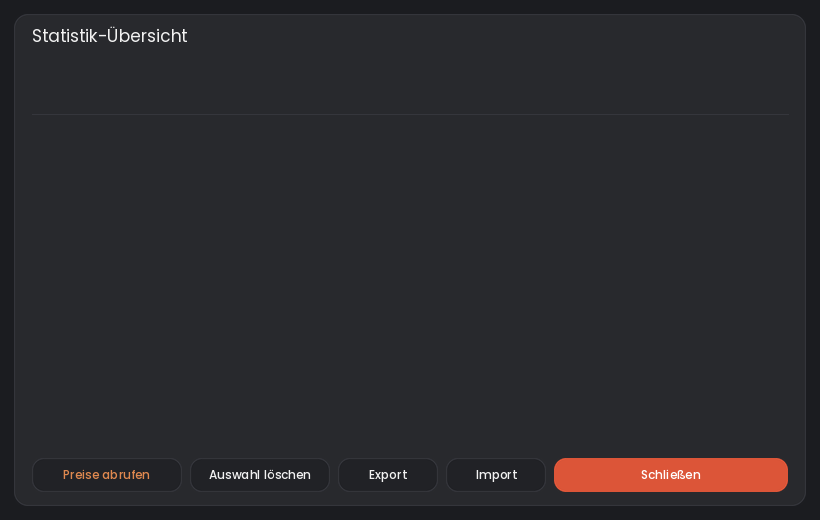 Statistik-Übersicht
Preise abrufen
Auswahl löschen
Export
Import
Schließen